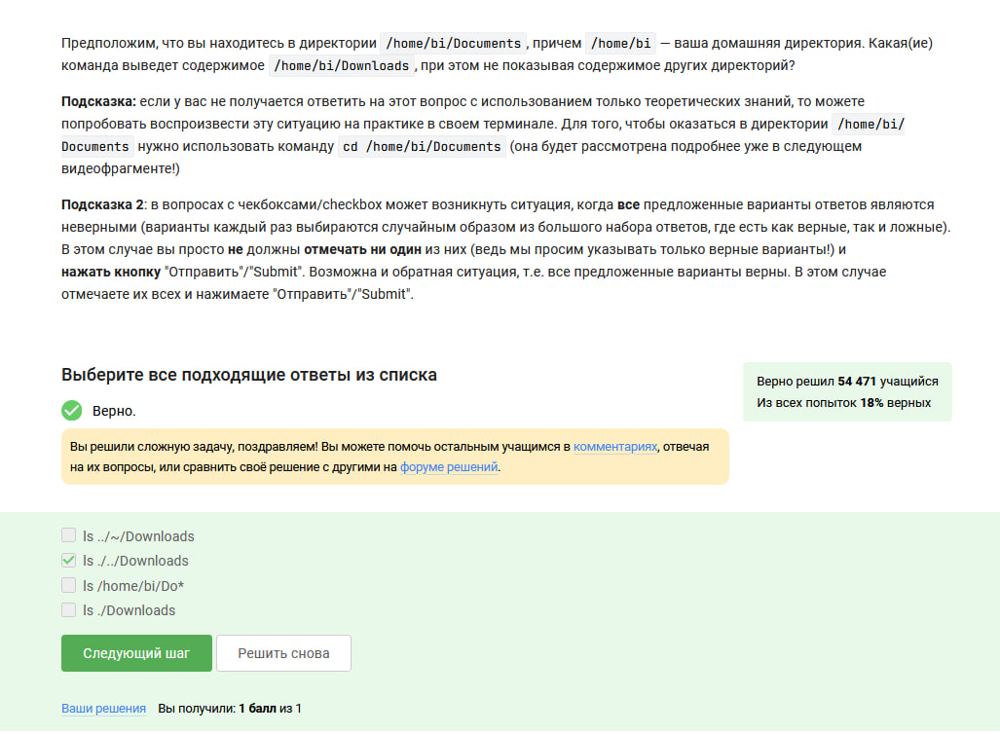 Предположим, что вы находитесь в директории /home/bi/Documents, причем /home/bi — ваша домашняя директория. Какая(ие)
команда выведет содержимое /home/bi/Downloads, при этом не показывая содержимое других директорий?
Подсказка: если у вас не получается ответить на этот вопрос с использованием только теоретических знаний, то можете
попробовать воспроизвести эту ситуацию на практике в своем терминале. Для того, чтобы оказаться в директории /home/bi/
Documents нужно использовать команду cd /home/bi/Documents (она будет рассмотрена подробнее уже в следующем
видеофрагменте!)
Подсказка 2: в вопросах с чекбоксами/checkbox может возникнуть ситуация, когда все предложенные варианты ответов являются
неверными (варианты каждый раз выбираются случайным образом из большого набора ответов, где есть как верные, так и ложные).
В этом случае вы просто не должны отмечать ни один из них (ведь мы просим указывать только верные варианты!) и
нажать кнопку "Отправить"/"Submit". Возможна и обратная ситуация, т.е. все предложенные варианты верны. В этом случае
отмечаете их всех и нажимаете "Отправить"/"Submit".
Выберите все подходящие ответы из списка
Верно.
Вы решили сложную задачу, поздравляем! Вы можете помочь остальным учащимся в комментариях, отвечая
на их вопросы, или сравнить своё решение с другими на форуме решений.
Верно решил 54 471 учащийся
Из всех попыток 18% верных
ls ../~/Downloads
ls ./../Downloads
ls /home/bi/Do*
ls ./Downloads
Следующий шаг
Решить снова
Ваши решения Вы получили: 1 балл из 1